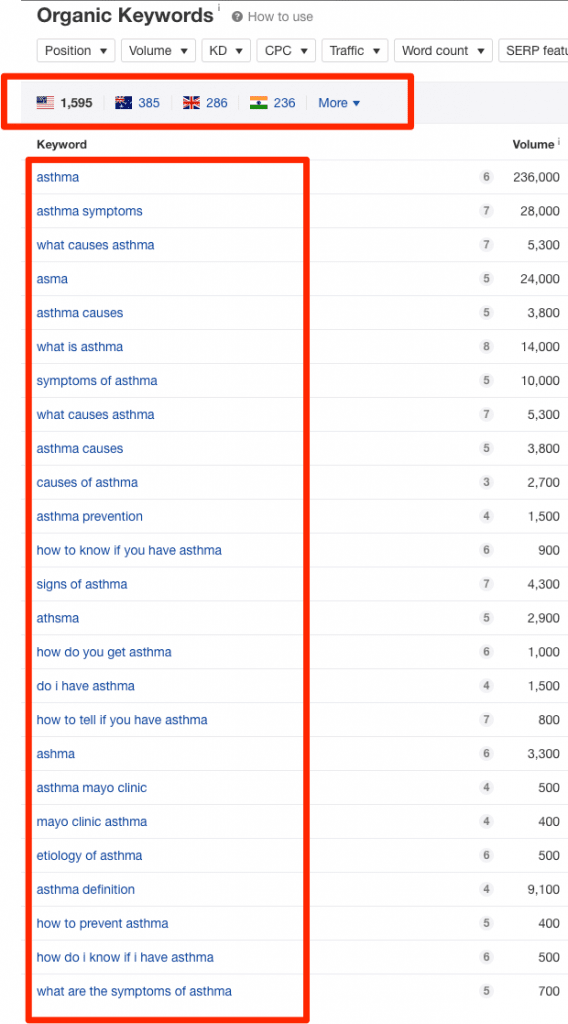 Organic Keywords i ? How to use
Position ▼ Volume ▼ KD ▼ CPC ▼ Traffic ▼ Word count ▼ SERP featu
1,595 385 286 236 More ▼
Keyword Volume i
asthma 6 236,000
asthma symptoms 7 28,000
what causes asthma 7 5,300
asma 5 24,000
asthma causes 5 3,800
what is asthma 8 14,000
symptoms of asthma 5 10,000
what causes asthma 7 5,300
asthma causes 5 3,800
causes of asthma 3 2,700
asthma prevention 4 1,500
how to know if you have asthma 6 900
signs of asthma 7 4,300
athsma 5 2,900
how do you get asthma 6 1,000
do i have asthma 4 1,500
how to tell if you have asthma 7 800
ashma 6 3,300
asthma mayo clinic 4 500
mayo clinic asthma 4 400
etiology of asthma 6 500
asthma definition 4 9,100
how to prevent asthma 5 400
how do i know if i have asthma 6 500
what are the symptoms of asthma 5 700